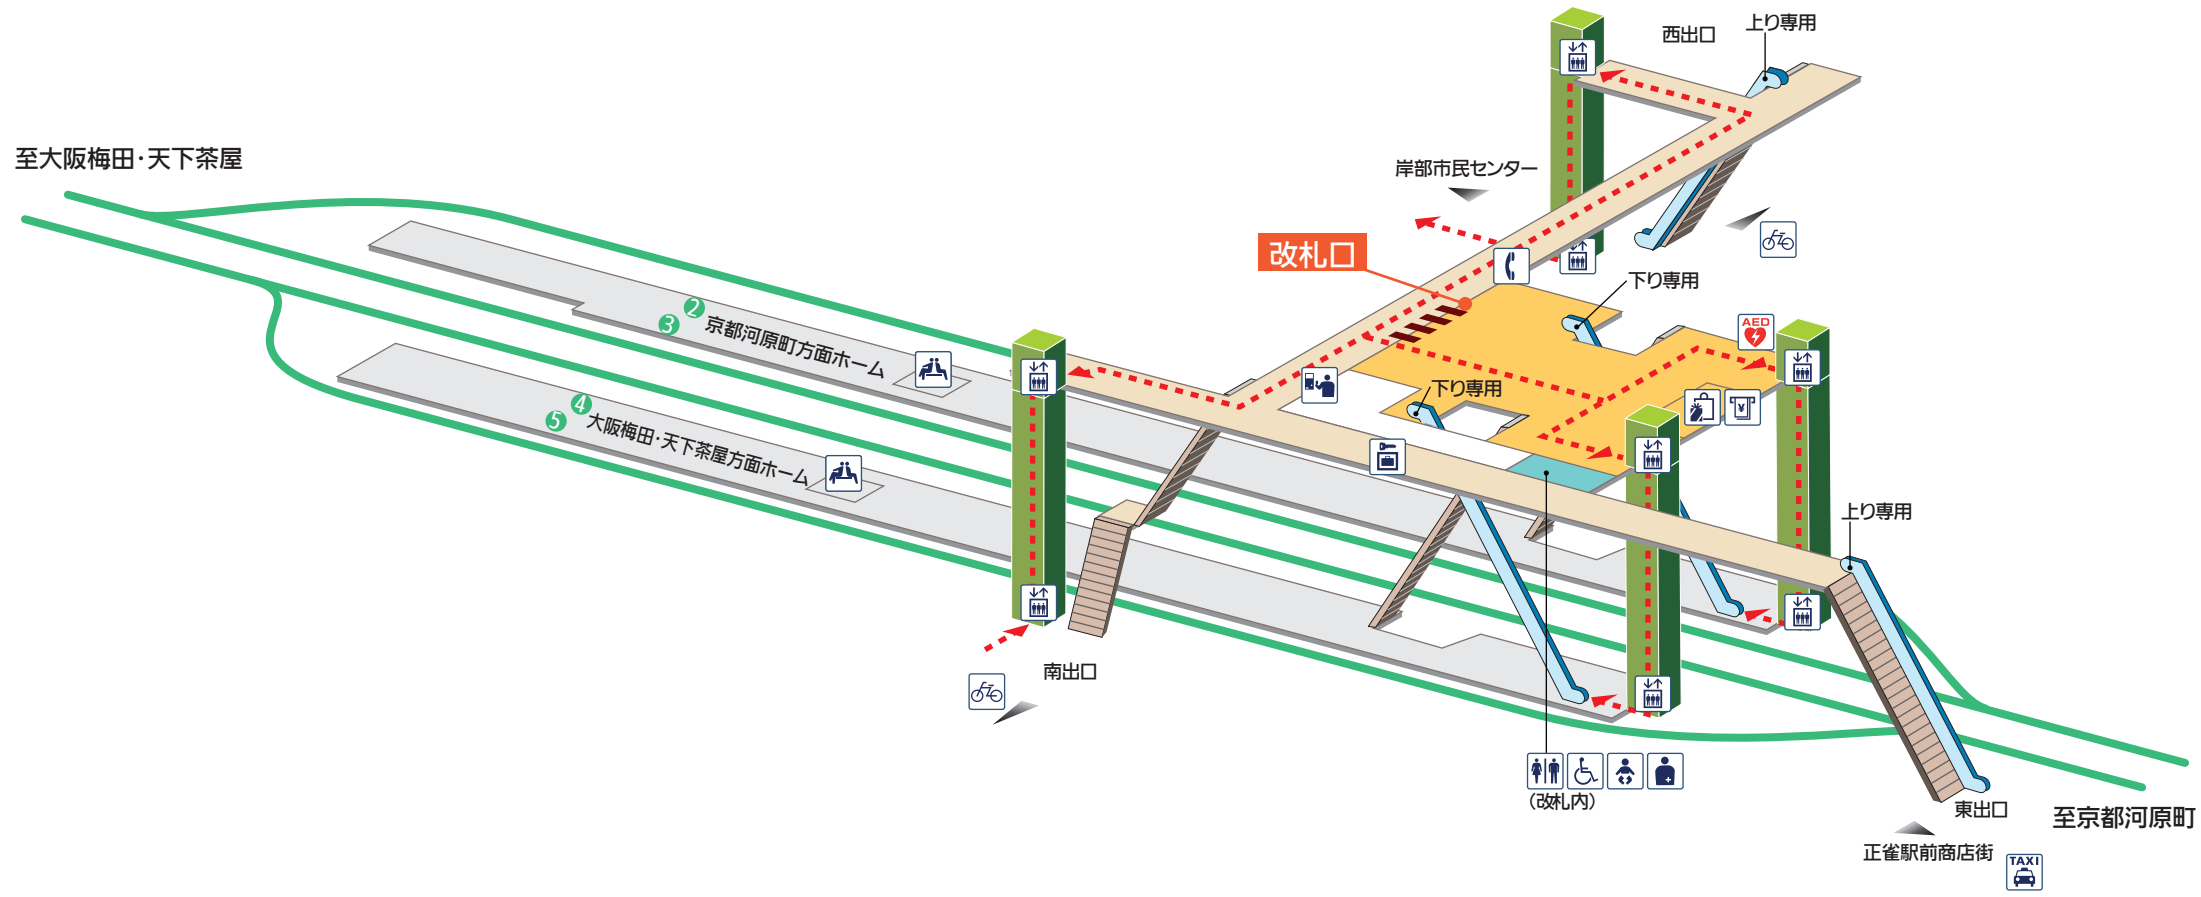 西出口
上り専用
至大阪梅田・天下茶屋
岸部市民センター
改札口
下り専用
AED
2
3
京都河原町方面ホーム
下り専用
4
5
大阪梅田・天下茶屋方面ホーム
¥
上り専用
南出口
(改札内)
東出口
至京都河原町
正雀駅前商店街
TAXI